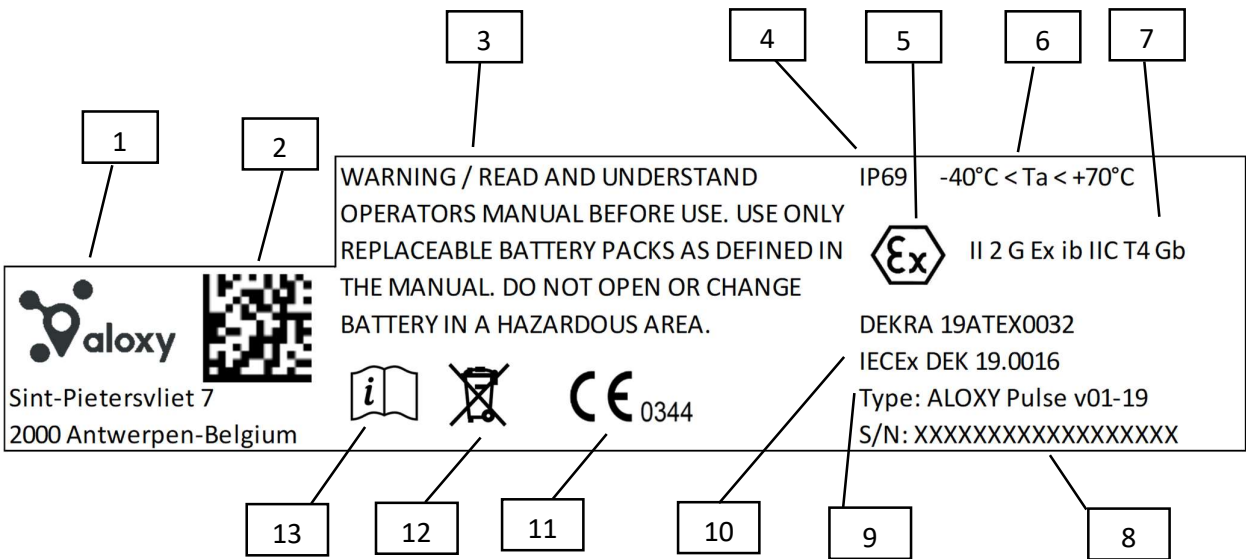 3
4
5
6
7
1
2
WARNING / READ AND UNDERSTAND
OPERATORS MANUAL BEFORE USE. USE ONLY
REPLACEABLE BATTERY PACKS AS DEFINED IN
THE MANUAL. DO NOT OPEN OR CHANGE
BATTERY IN A HAZARDOUS AREA.
IP69 -40°C < Ta < +70°C
Ex II 2 G Ex ib IIC T4 Gb
DEKRA 19ATEX0032
IECEx DEK 19.0016
Type: ALOXY Pulse v01-19
S/N: XXXXXXXXXXXXXXXXXX
aloxy
Sint-Pietersvliet 7
2000 Antwerpen-Belgium
i
CE 0344
13
12
11
10
9
8